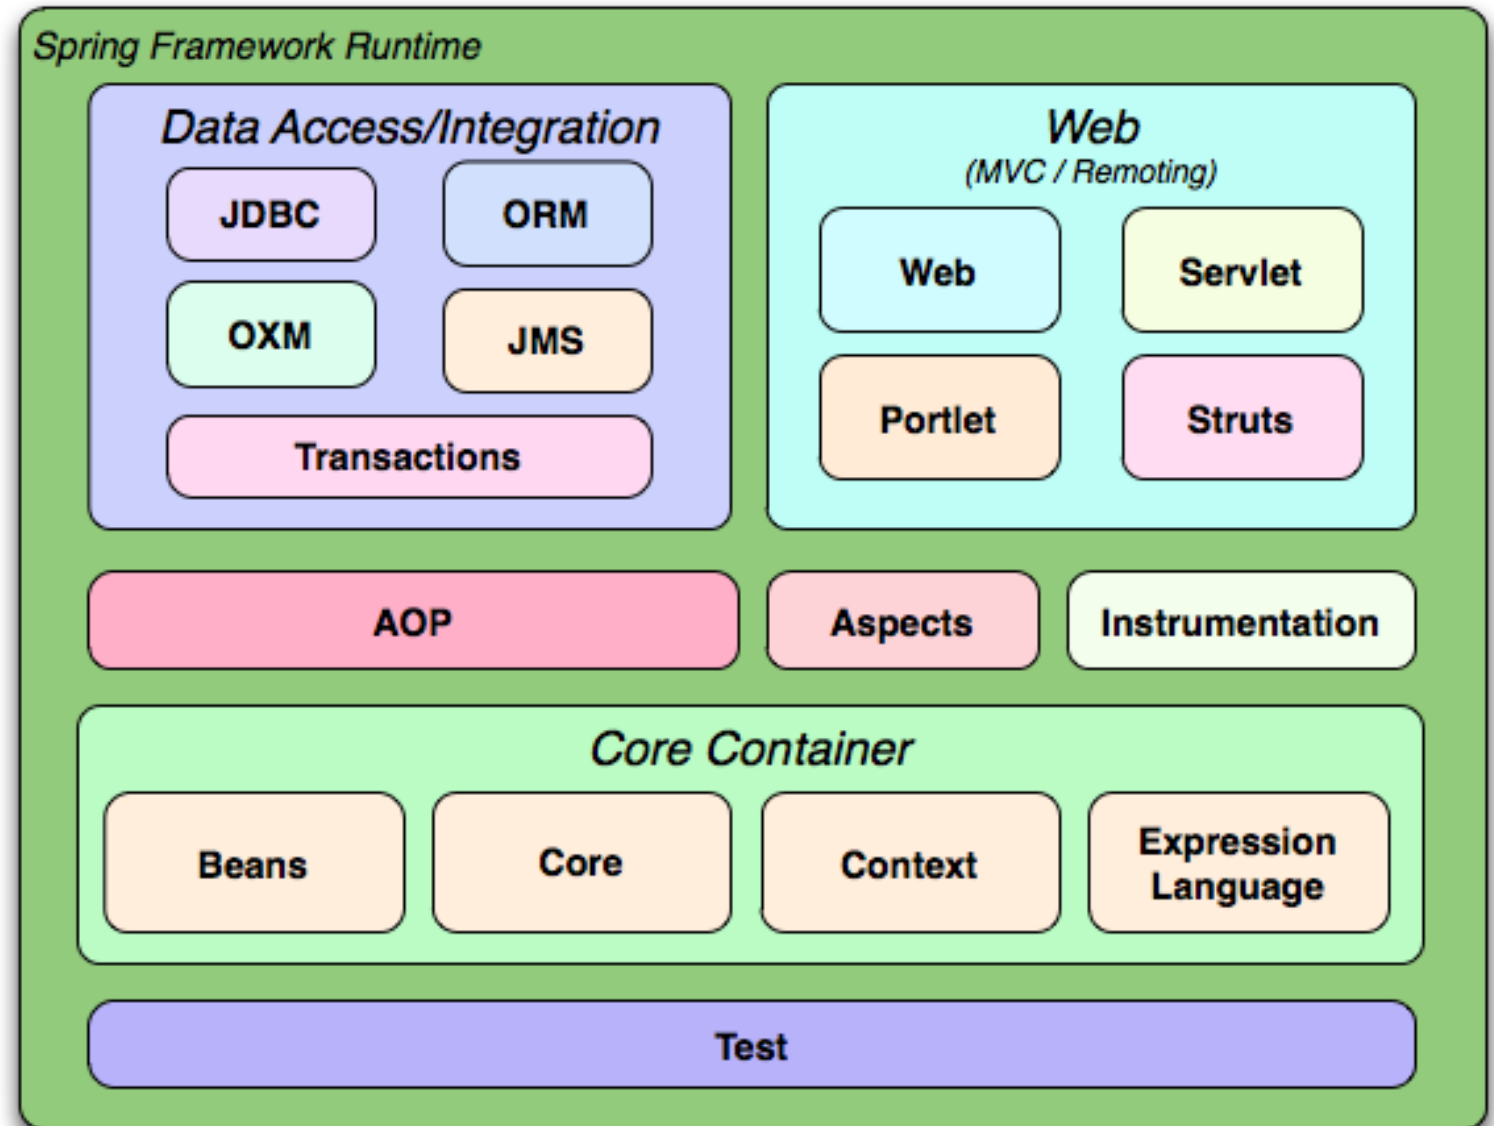 Spring Framework Runtime
Data Access/Integration
JDBC
ORM
OXM
JMS
Transactions
Web
(MVC / Remoting)
Web
Servlet
Portlet
Struts
AOP
Aspects
Instrumentation
Core Container
Beans
Core
Context
Expression
Language
Test